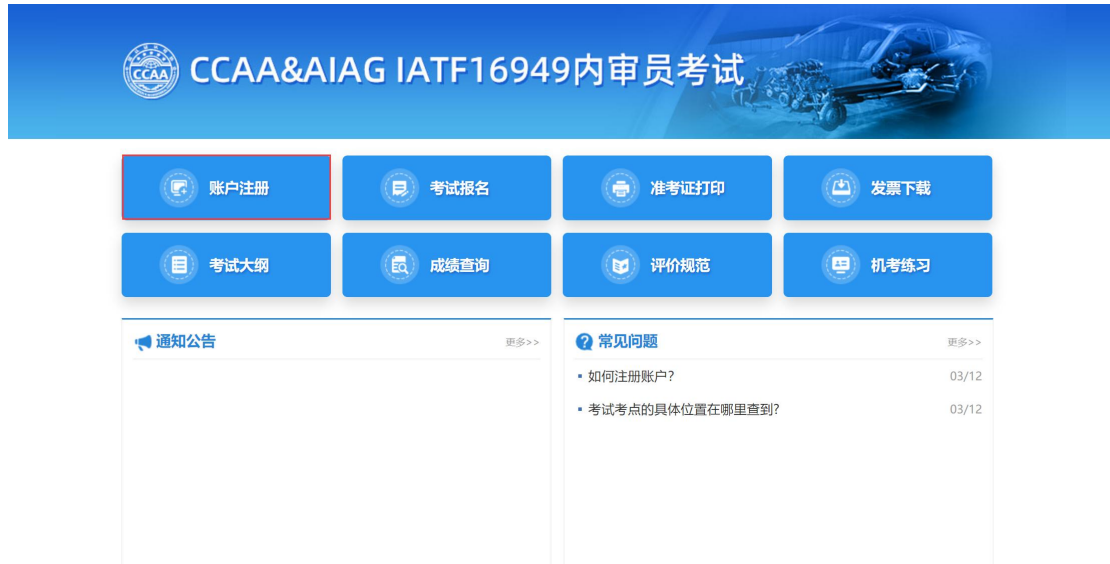 CCAA
CCAA&AIAG IATF16949内审员考试
账户注册
考试报名
准考证打印
发票下载
考试大纲
成绩查询
评价规范
机考练习
通知公告 更多>>
常见问题 更多>>
如何注册账户? 03/12
考试考点的具体位置在哪里查到? 03/12